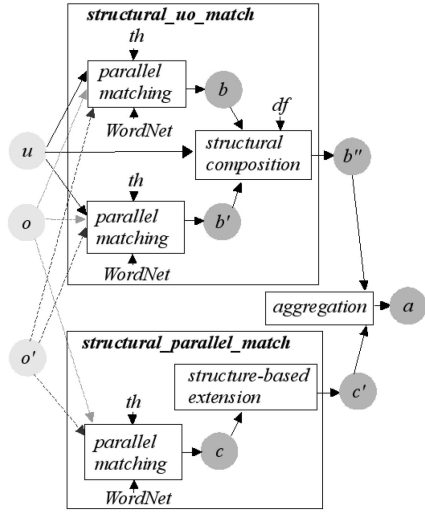 structural_uo_match
th
parallel
matching
b
WordNet
df
u
structural
composition
b''
th
o
parallel
matching
b'
WordNet
aggregation
a
structural_parallel_match
o'
structure-based
extension
c'
th
parallel
matching
c
WordNet